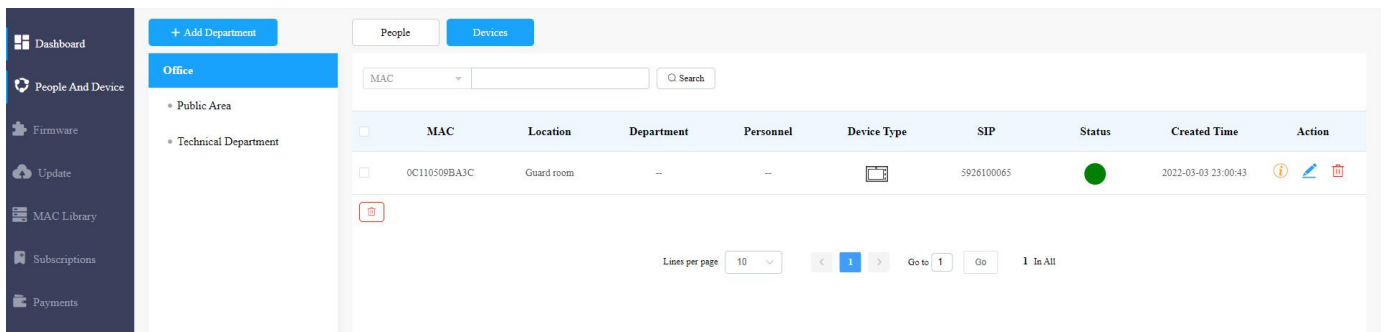 Dashboard
People And Device
Firmware
Update
MAC Library
Subscriptions
Payments
+ Add Department
Office
Public Area
Technical Department
People Devices
MAC Search
MAC Location Department Personnel Device Type SIP Status Created Time Action
0C110509BA3C Guard room -- -- 5926100065 2022-03-03 23:00:43
Lines per page 10 < 1 > Go to 1 Go 1 In All